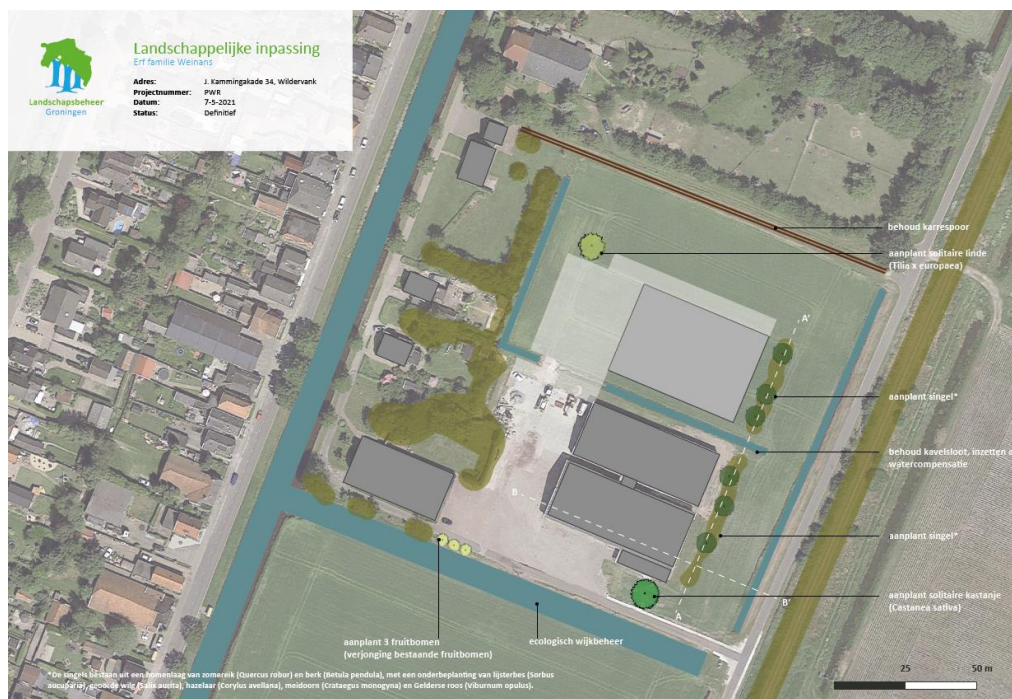 Landschappelijke inpassing
Erf familie Weinans
Adres: J. Kammingakade 34, Wildervank
Projectnummer: PWR
Datum: 7-5-2021
Status: Definitief
Landschapsbeheer
Groningen
behoud karrespoor
aanplant solitaire linde
(Tilia x europaea)
A'
aanplant singel*
behoud kavelsloot, inzetten a
watercompensatie
B
aanplant singel*
aanplant solitaire kastanje
(Castanea sativa)
B'
A
aanplant 3 fruitbomen
(verjonging bestaande fruitbomen)
ecologisch wijkbeheer
25 50 m
*De singels bestaan uit een bomenlaag van zomereik (Quercus robur) en berk (Betula pendula), met een onderbeplanting van lijsterbes (Sorbus
aucuparia), geoorde wilg (Salix aurita), hazelaar (Corylus avellana), meidoorn (Crataegus monogyna) en Gelderse roos (Viburnum opulus).